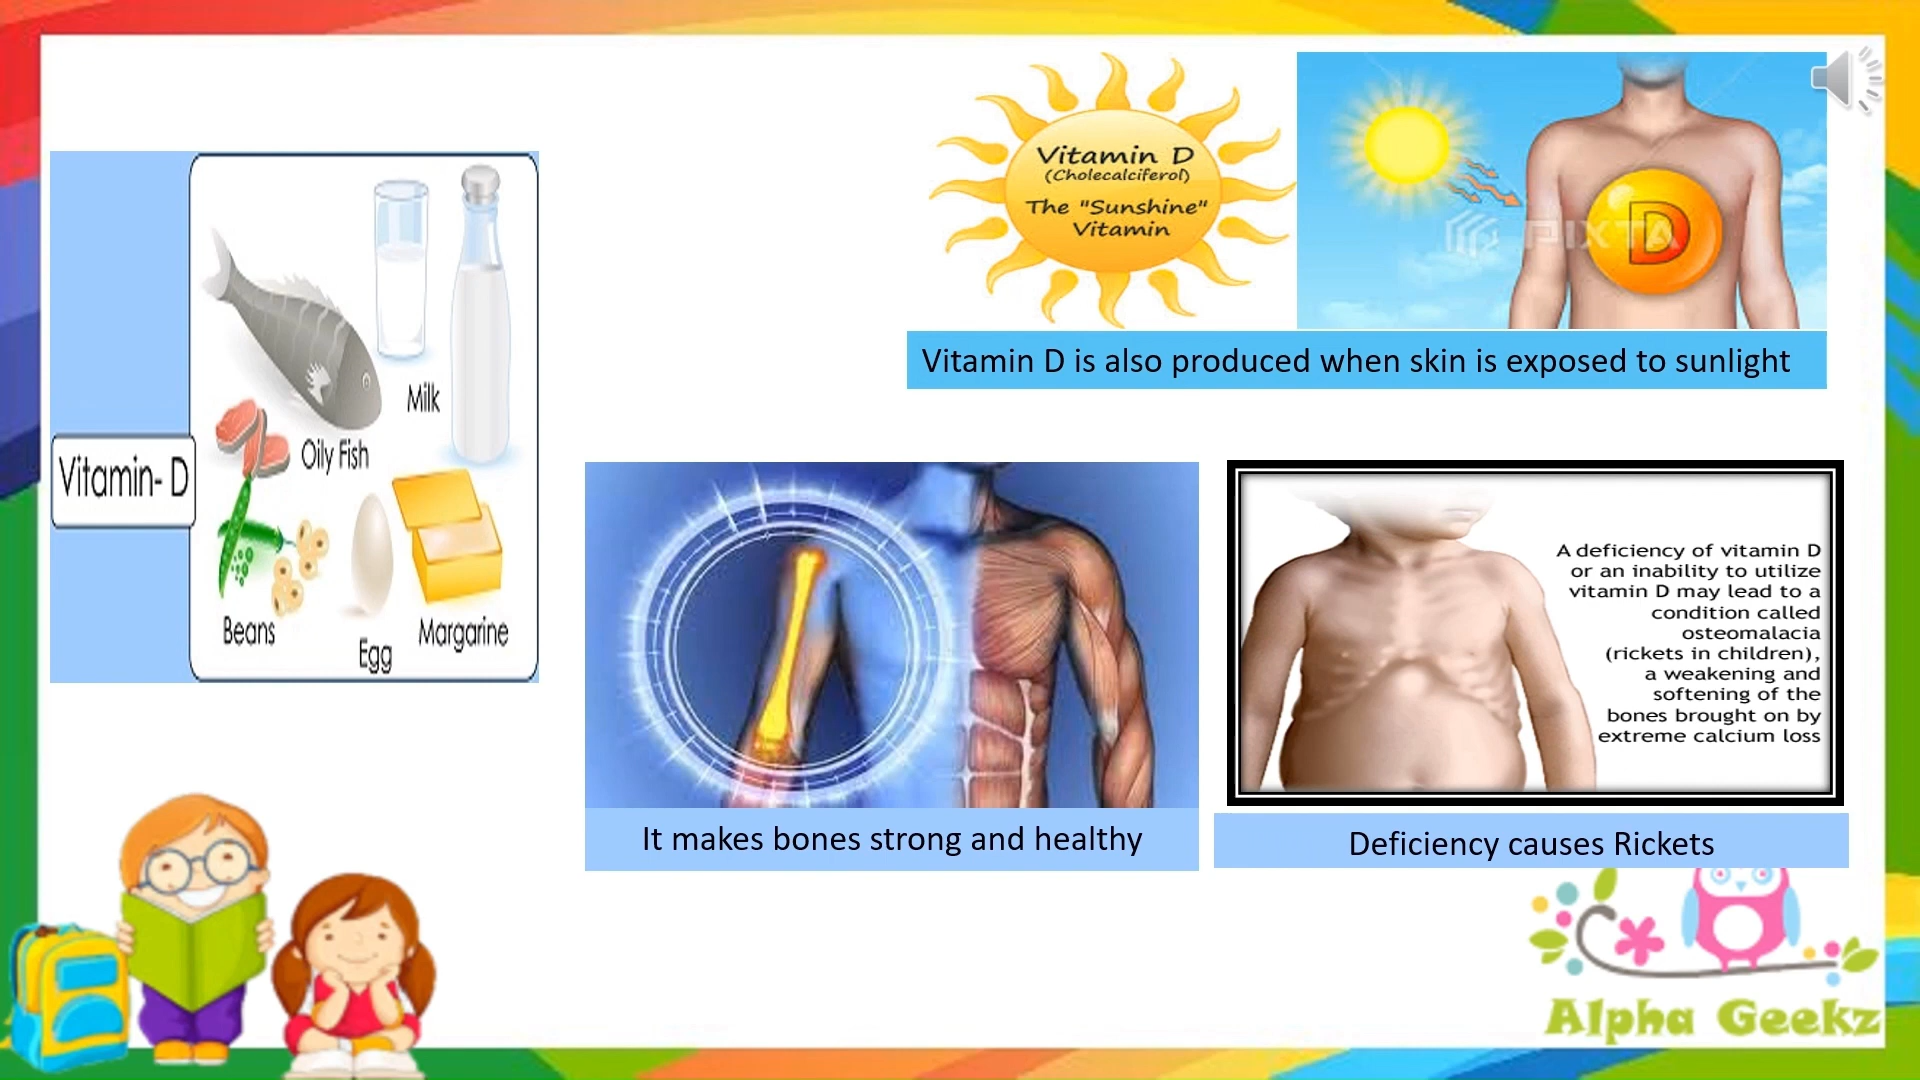 Vitamin D
(Cholecalciferol)
The "Sunshine"
Vitamin
D
PIXTA
Vitamin D is also produced when skin is exposed to sunlight
Vitamin- D
Milk
Oily Fish
Beans
Egg
Margarine
It makes bones strong and healthy
A deficiency of vitamin D
or an inability to utilize
vitamin D may lead to a
condition called
osteomalacia
(rickets in children),
a weakening and
softening of the
bones brought on by
extreme calcium loss
Deficiency causes Rickets
Alpha Geekz